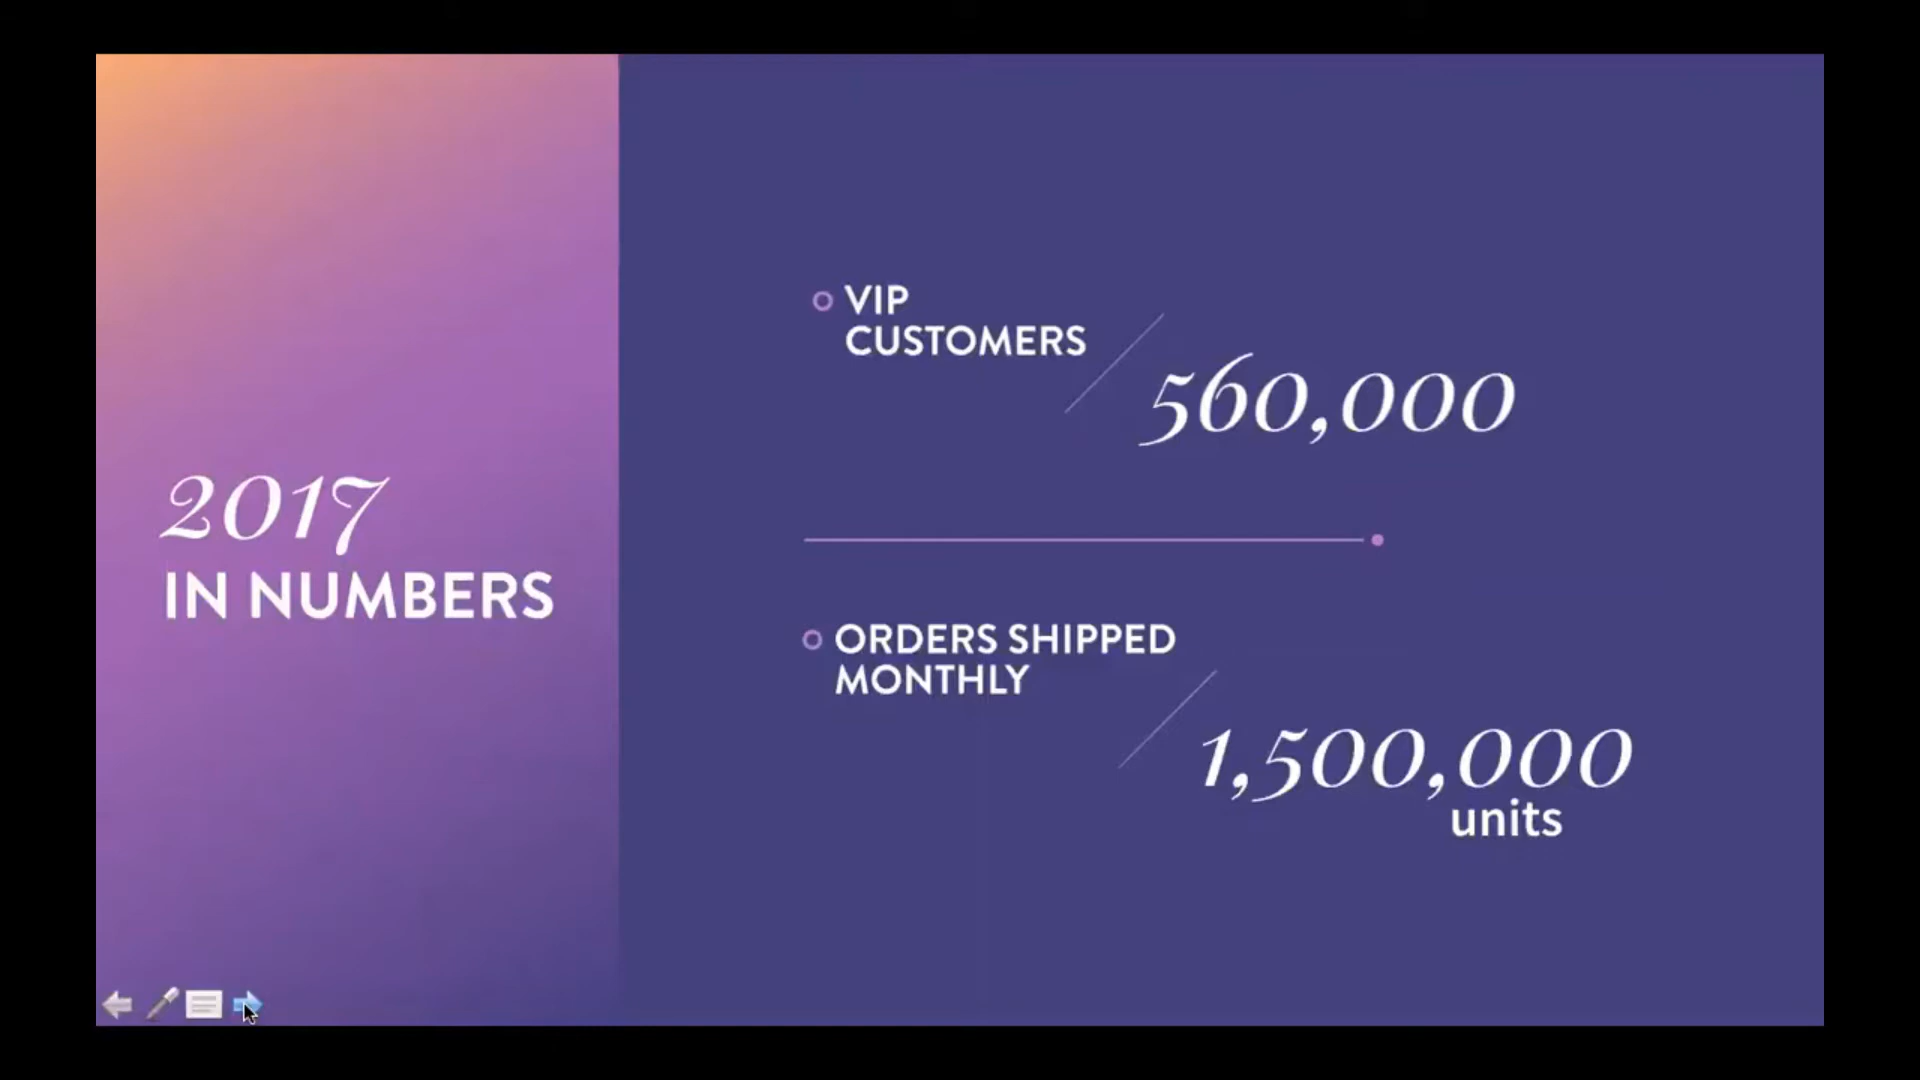 2017
IN NUMBERS
VIP
CUSTOMERS
560,000
ORDERS SHIPPED
MONTHLY
1,500,000
units